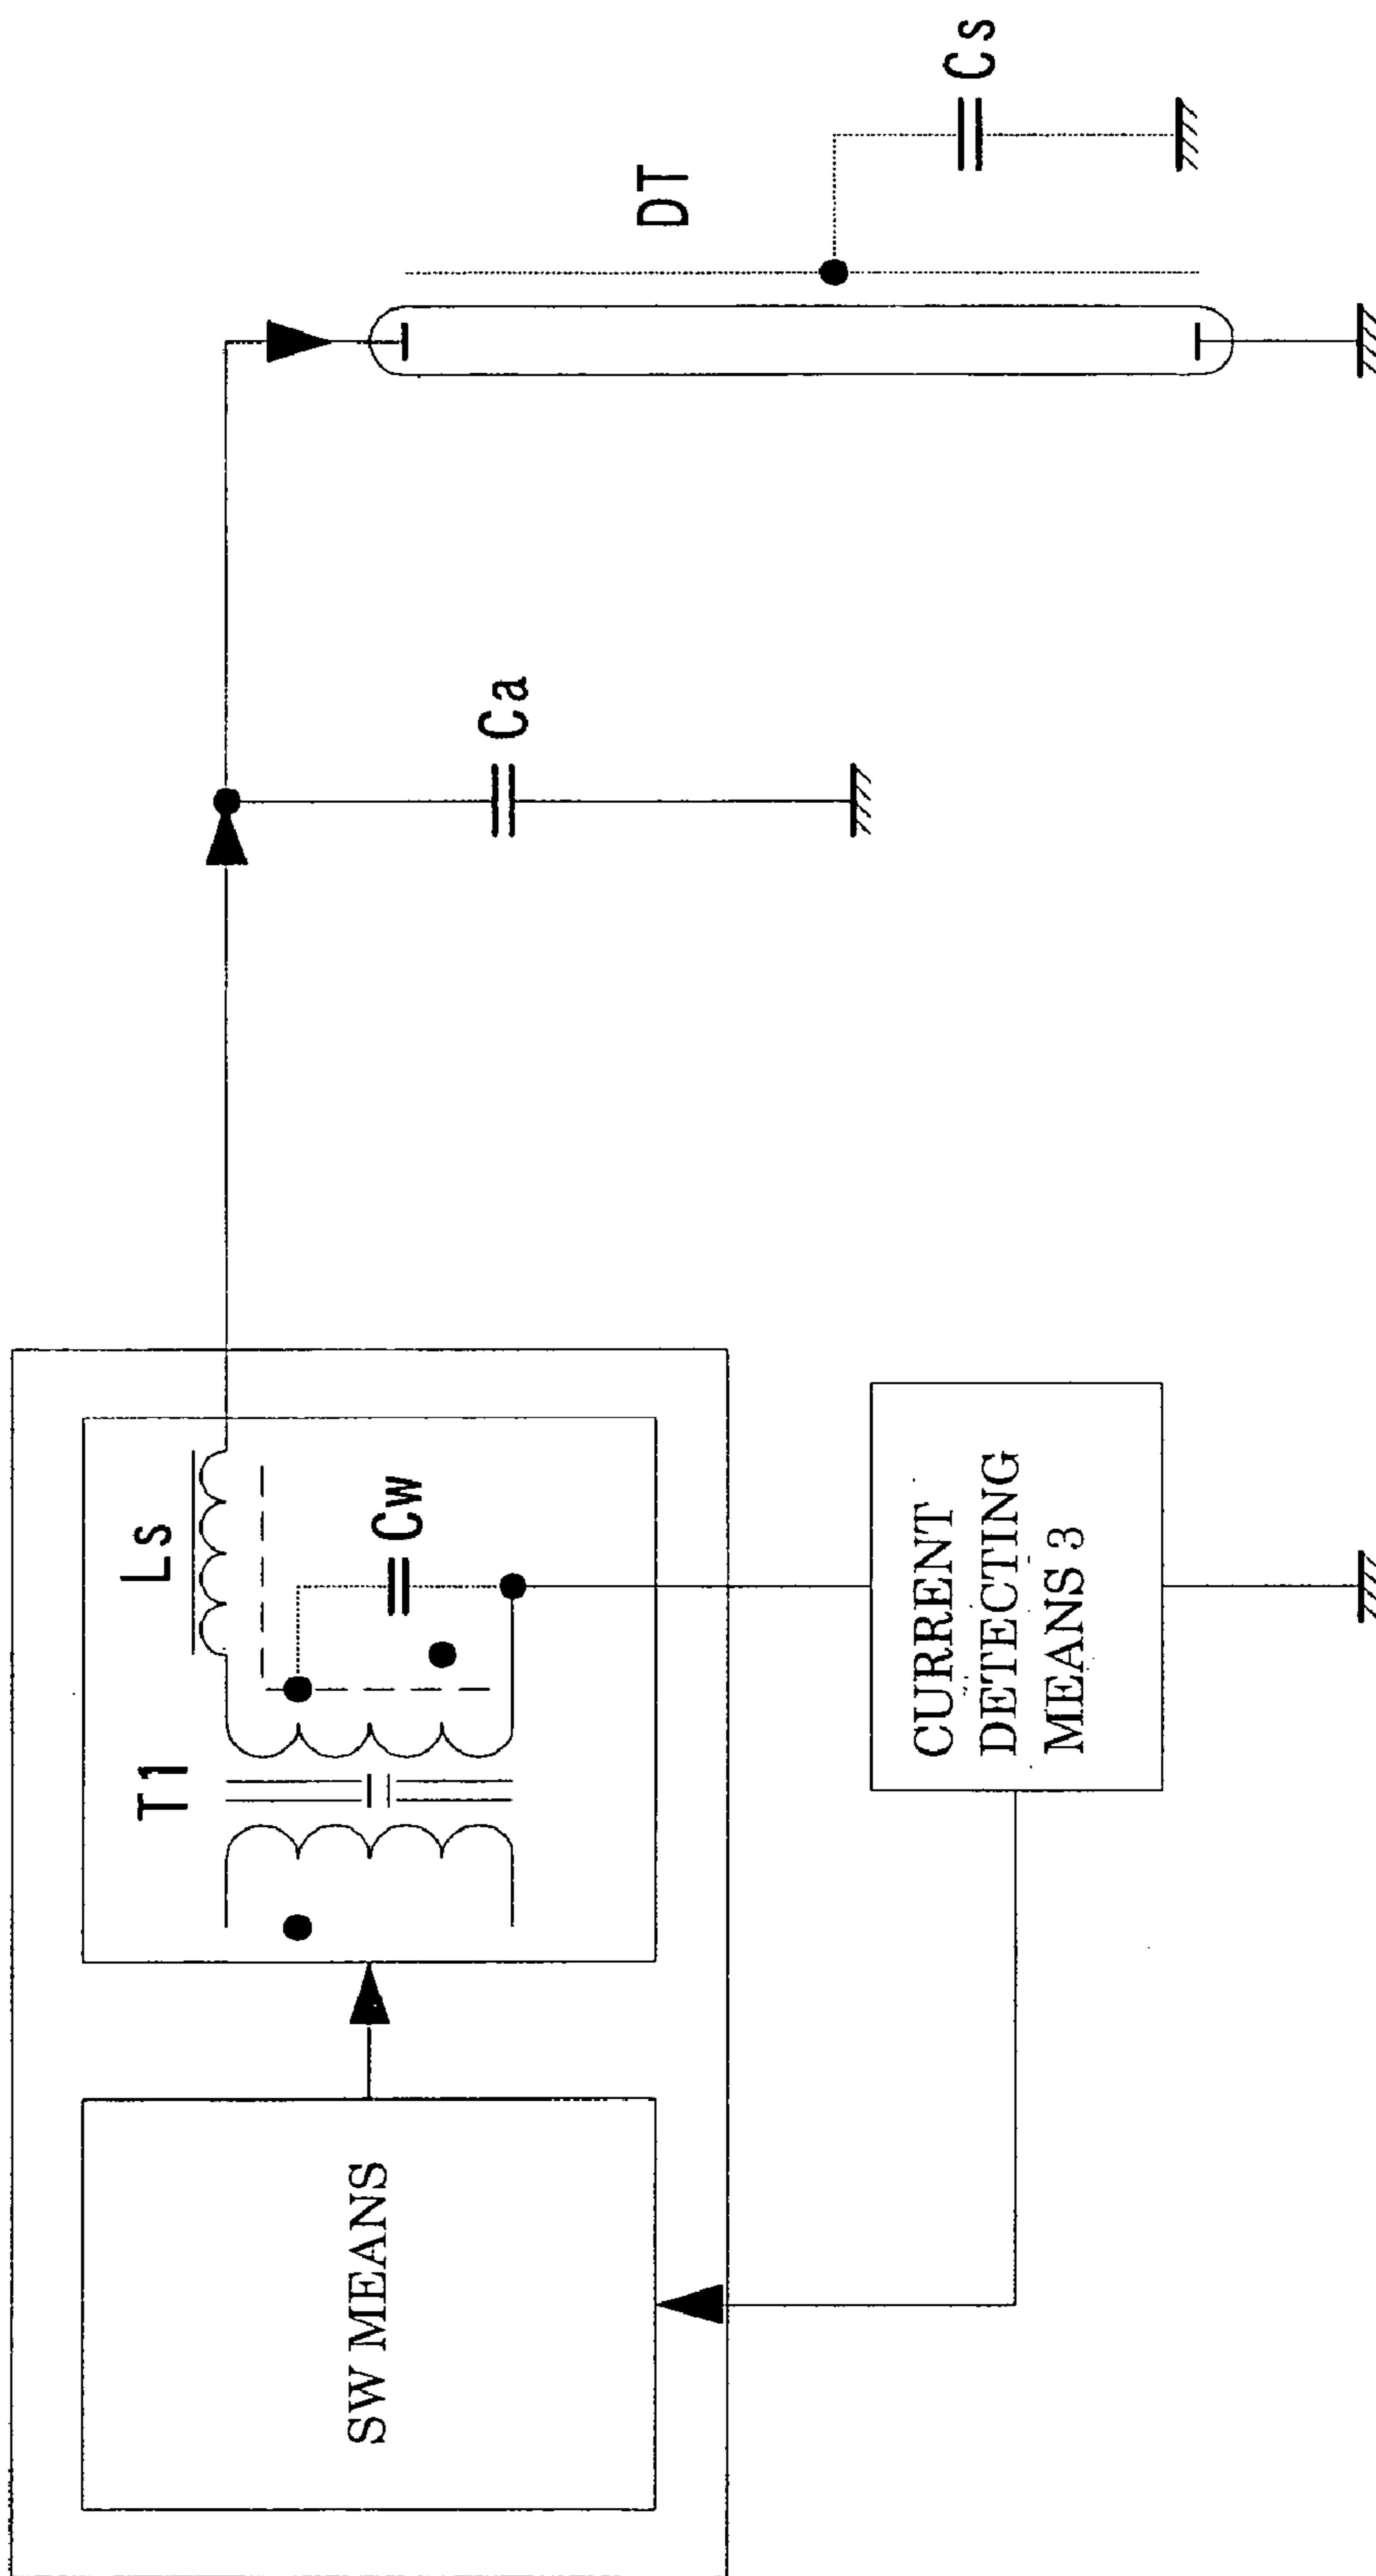 SW MEANS
T1
Ls
Cw
CURRENT
DETECTING
MEANS 3
Ca
DT
Cs